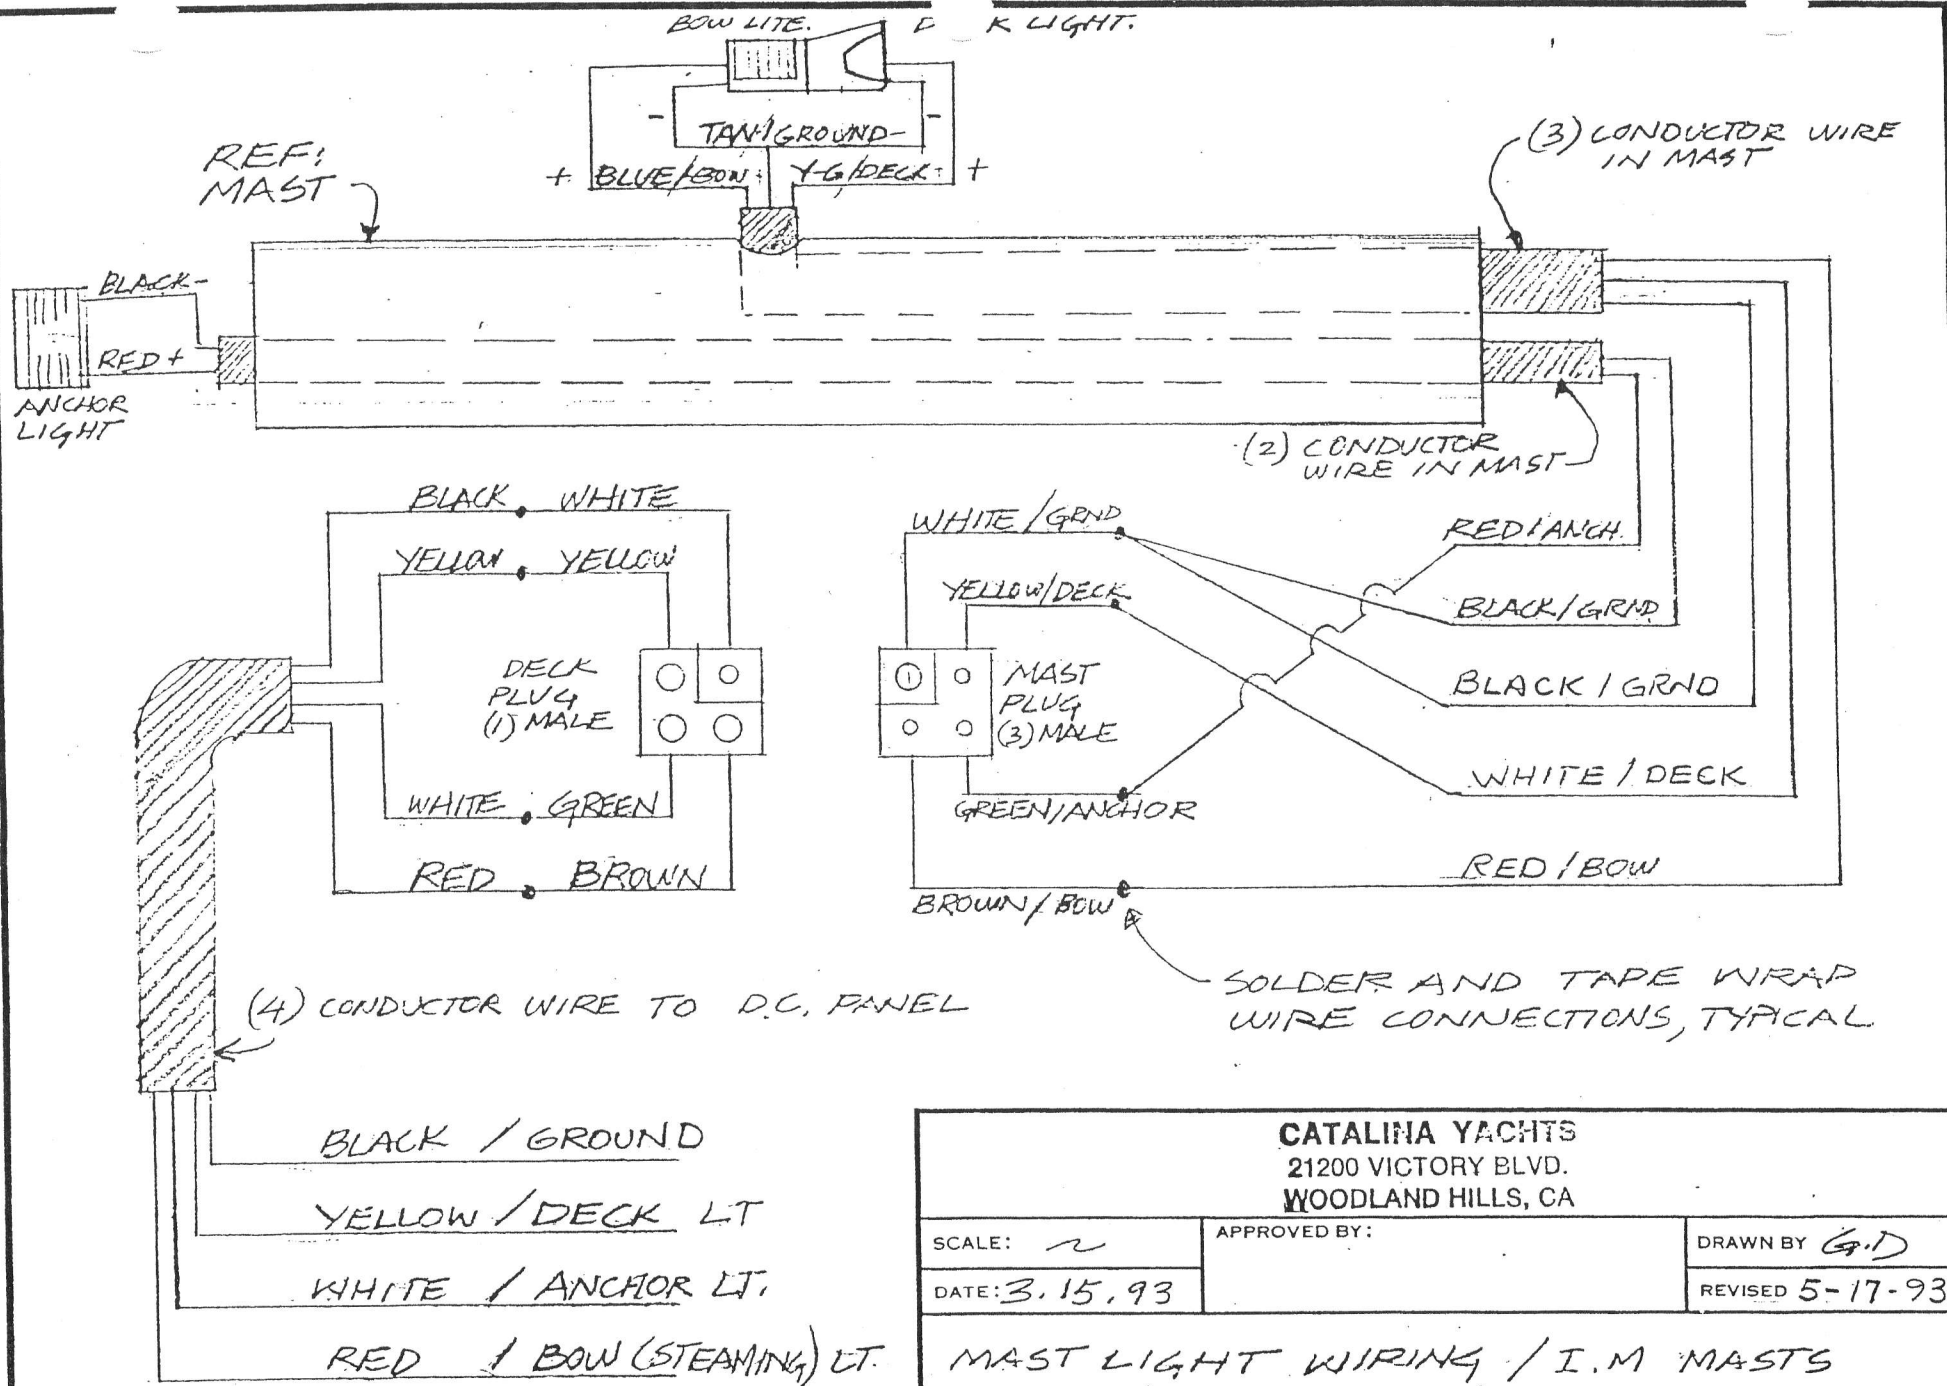 BOW LITE.
K LIGHT.
TAN/GROUND-
-
-
+ BLUE/BOW
Y-G/DECK +
REF:
MAST
(3) CONDUCTOR WIRE
IN MAST
BLACK-
RED +
ANCHOR
LIGHT
(2) CONDUCTOR
WIRE IN MAST
BLACK WHITE
YELLOW YELLOW
DECK
PLUG
(1) MALE
WHITE GREEN
RED BROWN
WHITE/GRND
YELLOW/DECK
1
MAST
PLUG
(3) MALE
GREEN/ANCHOR
BROWN/BOW
RED/ANCH.
BLACK/GRND
BLACK/GRND
WHITE/DECK
RED/BOW
SOLDER AND TAPE WRAP
WIRE CONNECTIONS, TYPICAL
(4) CONDUCTOR WIRE TO D.C. PANEL
BLACK / GROUND
YELLOW / DECK LT
WHITE / ANCHOR LT.
RED / BOW (STEAMING) LT.
CATALINA YACHTS
21200 VICTORY BLVD.
WOODLAND HILLS, CA
SCALE: ~
APPROVED BY:
DRAWN BY G.D
DATE: 3.15.93
REVISED 5-17-93
MAST LIGHT WIRING / I.M MASTS